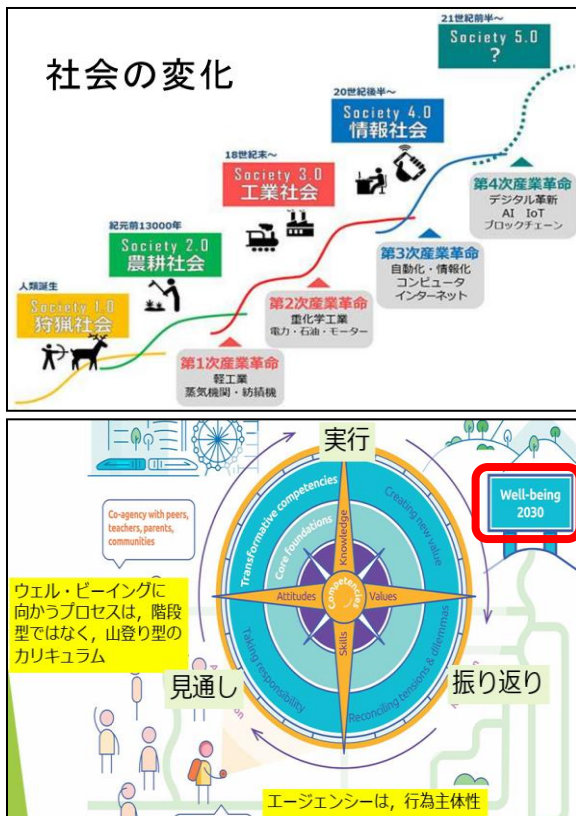 社会の変化
21世紀前半～
Society 5.0
?
20世紀後半～
Society 4.0
情報社会
18世紀末～
Society 3.0
工業社会
紀元前13000年
Society 2.0
農耕社会
人類誕生
Society 1.0
狩猟社会
第1次産業革命
軽工業
蒸気機関・紡績機
第2次産業革命
重化学工業
電力・石油・モーター
第3次産業革命
自動化・情報化
コンピュータ
インターネット
第4次産業革命
デジタル革新
AI IoT
ブロックチェーン
実行
Well-being
2030
Co-agency with peers,
teachers, parents,
communities
Transformative competencies
Core foundations
Creating new value
Knowledge
Attitudes
Competencies
Values
Skills
Taking responsibility
Reconciling tensions & dilemmas
ウェル・ビーイングに
向かうプロセスは，階段
型ではなく，山登り型の
カリキュラム
見通し
振り返り
エージェンシーは，行為主体性